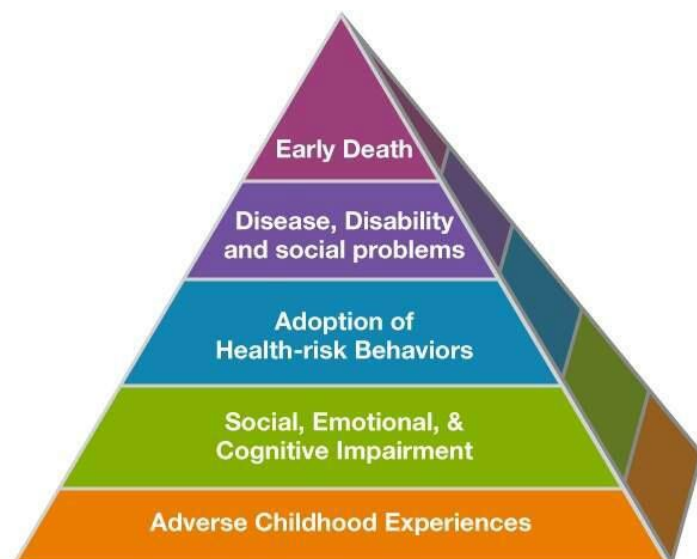 Early Death
Disease, Disability
and social problems
Adoption of
Health-risk Behaviors
Social, Emotional, &
Cognitive Impairment
Adverse Childhood Experiences